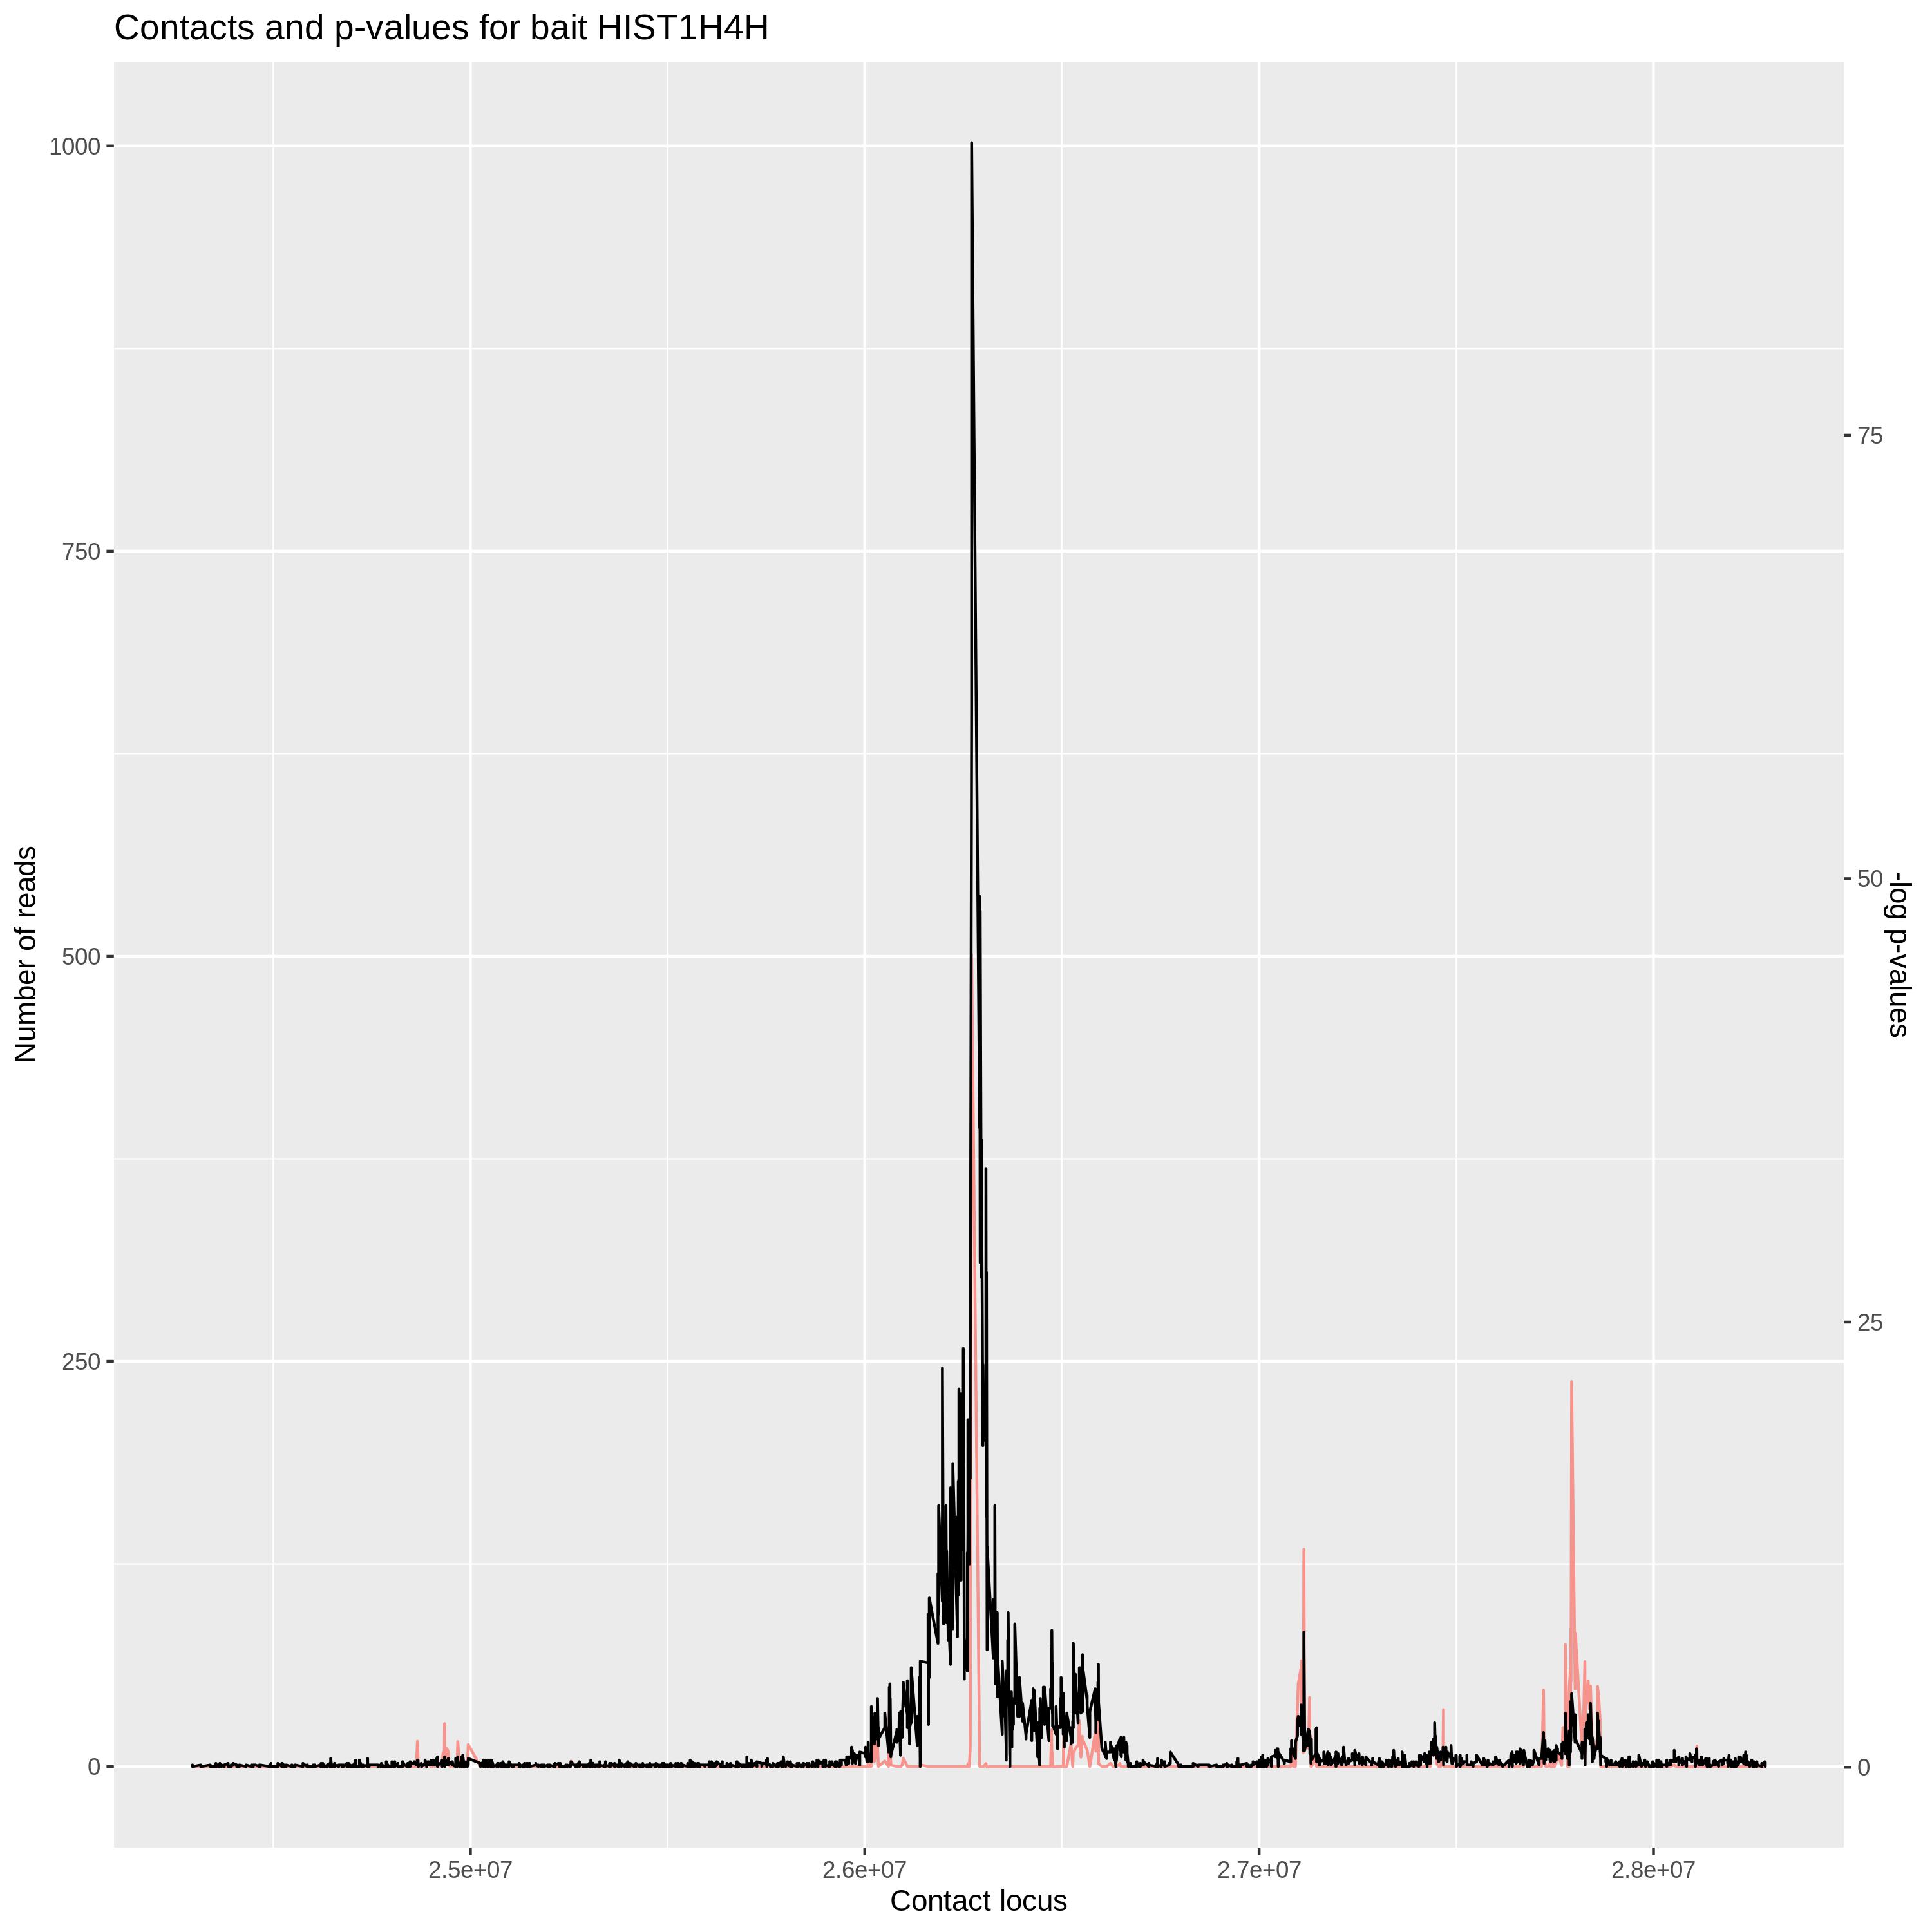 Contacts and p-values for bait HIST1H4H
1000
750
500
250
0
Number of reads
75
50
25
0
-log p-values
2.5e+07
2.6e+07
2.7e+07
2.8e+07
Contact locus